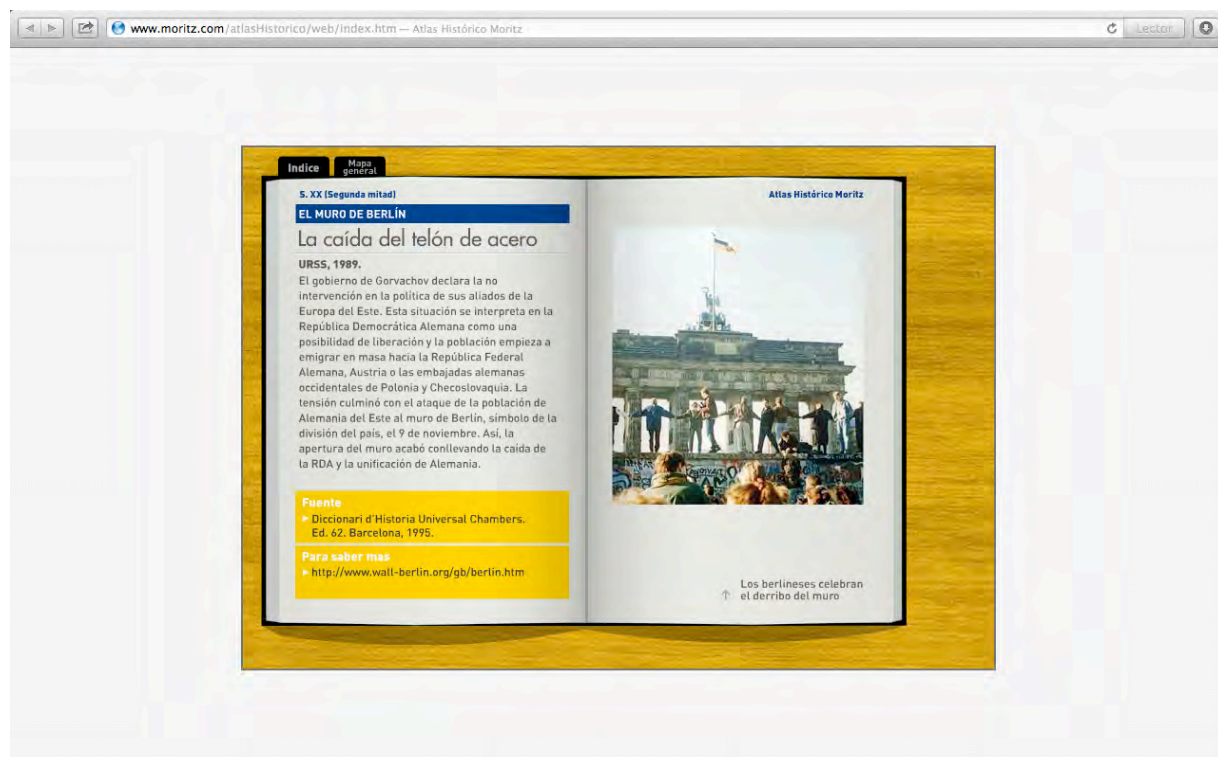 www.moritz.com/atlasHistorico/web/index.htm — Atlas Histórico Moritz
Lector
Indice
Mapa
general
S. XX (Segunda mitad)
EL MURO DE BERLÍN
La caída del telón de acero
URSS, 1989.
El gobierno de Gorvachov declara la no
intervención en la política de sus aliados de la
Europa del Este. Esta situación se interpreta en la
República Democrática Alemana como una
posibilidad de liberación y la población empieza a
emigrar en masa hacia la República Federal
Alemana, Austria o las embajadas alemanas
occidentales de Polonia y Checoslovaquia. La
tensión culminó con el ataque de la población de
Alemania del Este al muro de Berlín, símbolo de la
división del país, el 9 de noviembre. Así, la
apertura del muro acabó conllevando la caída de
la RDA y la unificación de Alemania.
Fuente
Diccionari d'Historia Universal Chambers.
Ed. 62. Barcelona, 1995.
Para saber mas
http://www.wall-berlin.org/gb/berlin.htm
Atlas Histórico Moritz
Los berlineses celebran
↑ el derribo del muro